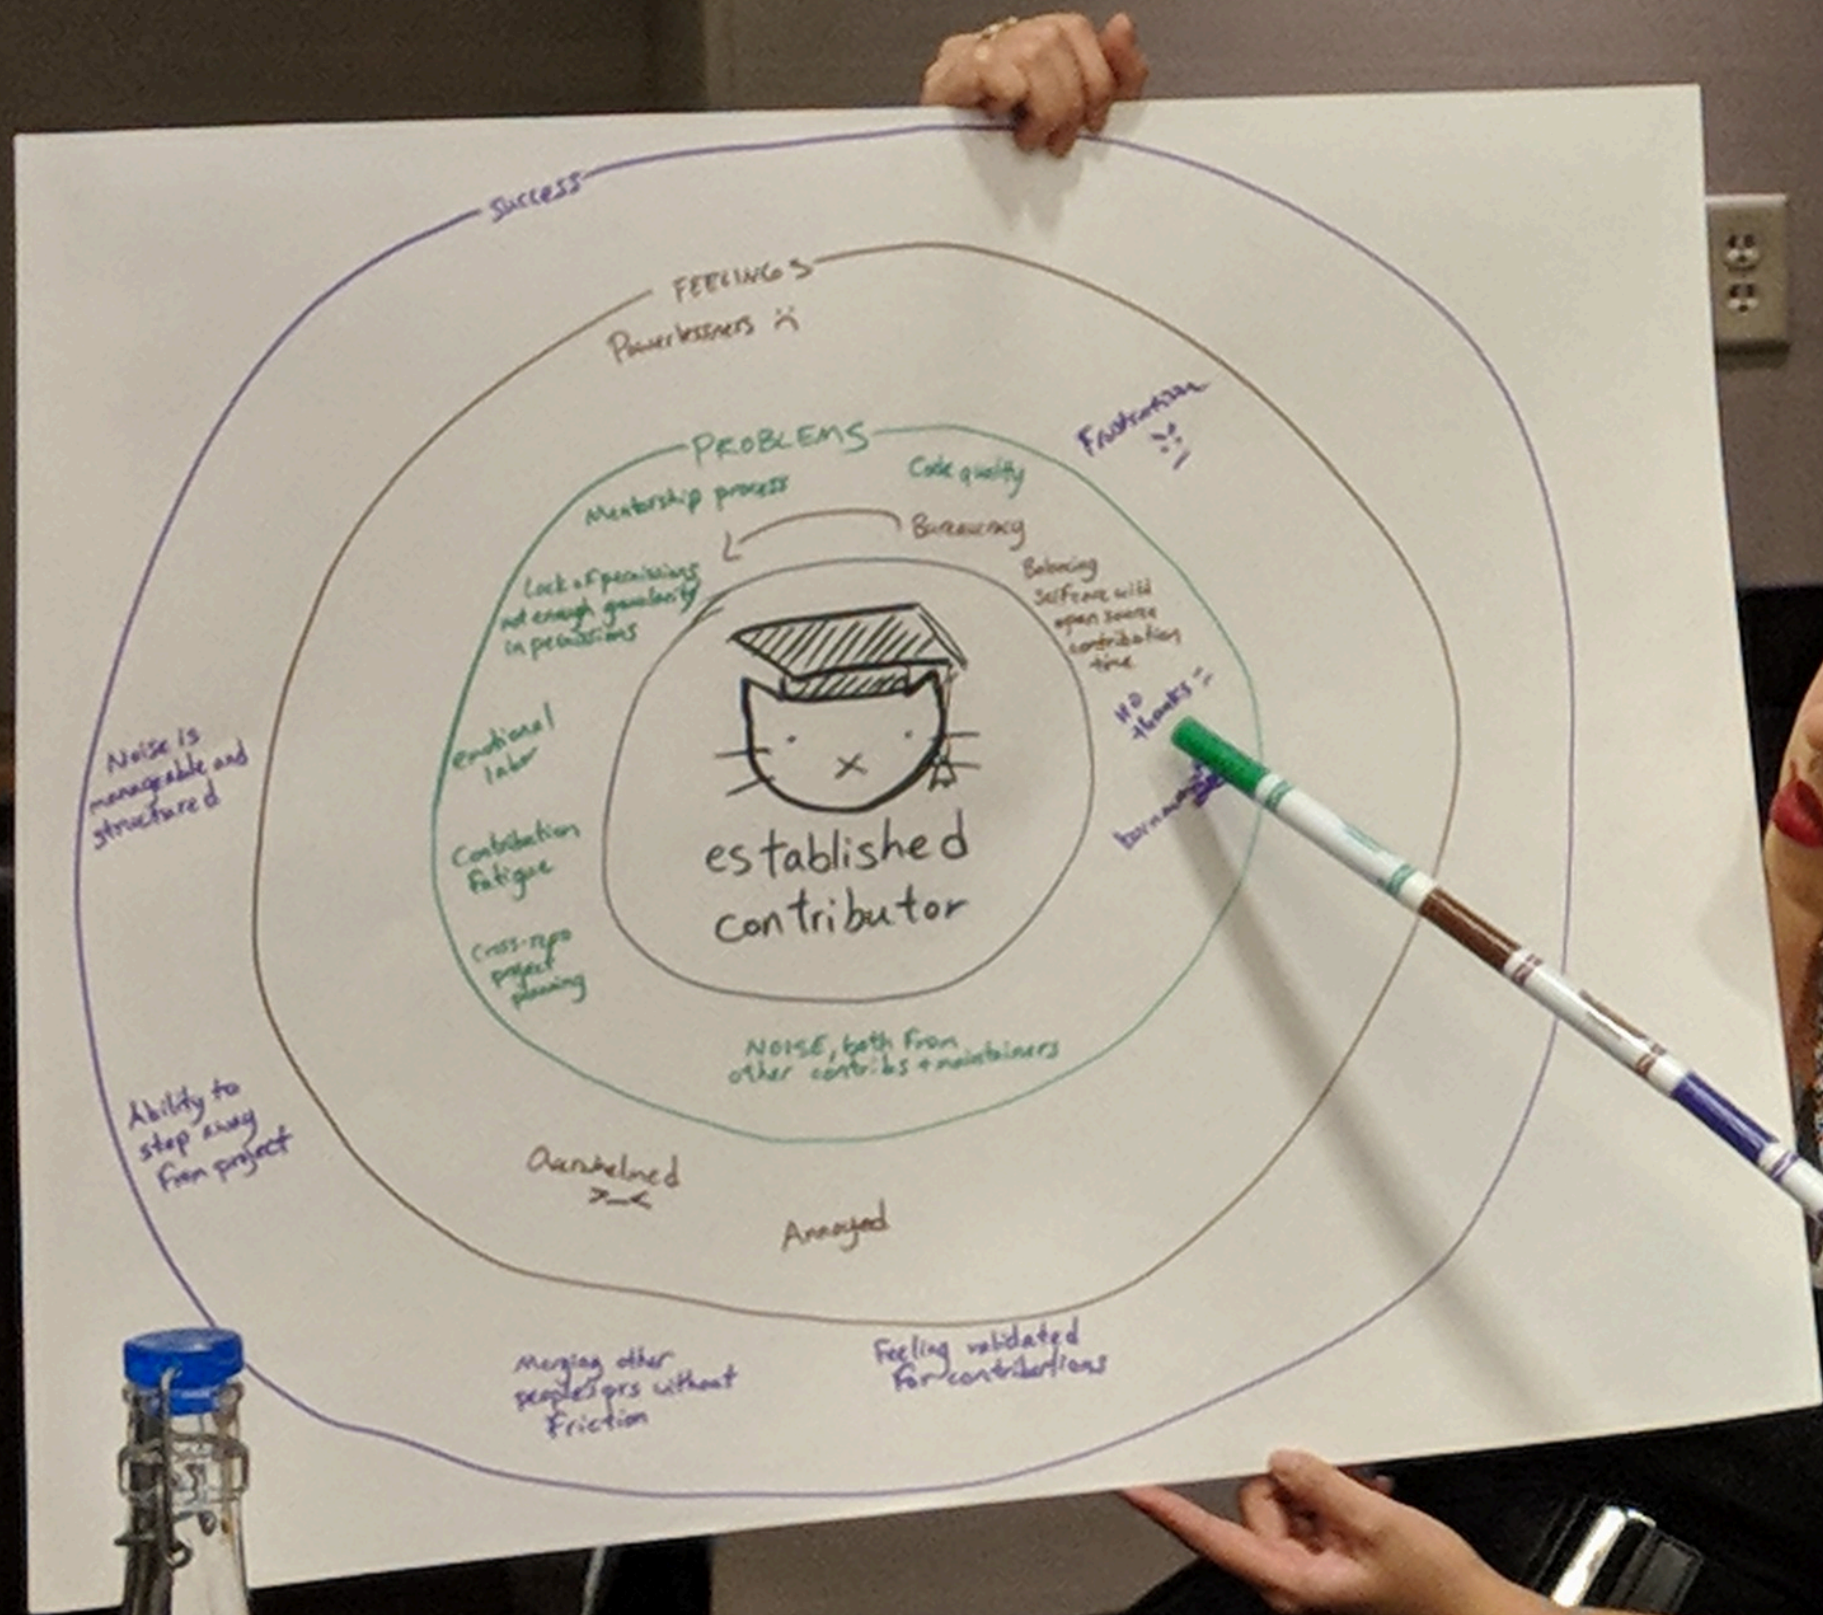 success
FEELINGS
Powerlessness
Frustration
PROBLEMS
Mentorship process
Code quality
Bureaucracy
Lack of permissions
not enough granularity
in permissions
Balancing
selfcare wild
open source
contribution
time
NO
thanks
emotional
labor
Contribution
Fatigue
Cross-repo
project
planning
established
contributor
NOISE, both from
other contribs + maintainers
Noise is
manageable and
structured
Ability to
step away
from project
Overwhelmed
>_<
Annoyed
Merging other
peoples prs without
friction
Feeling validated
for contributions